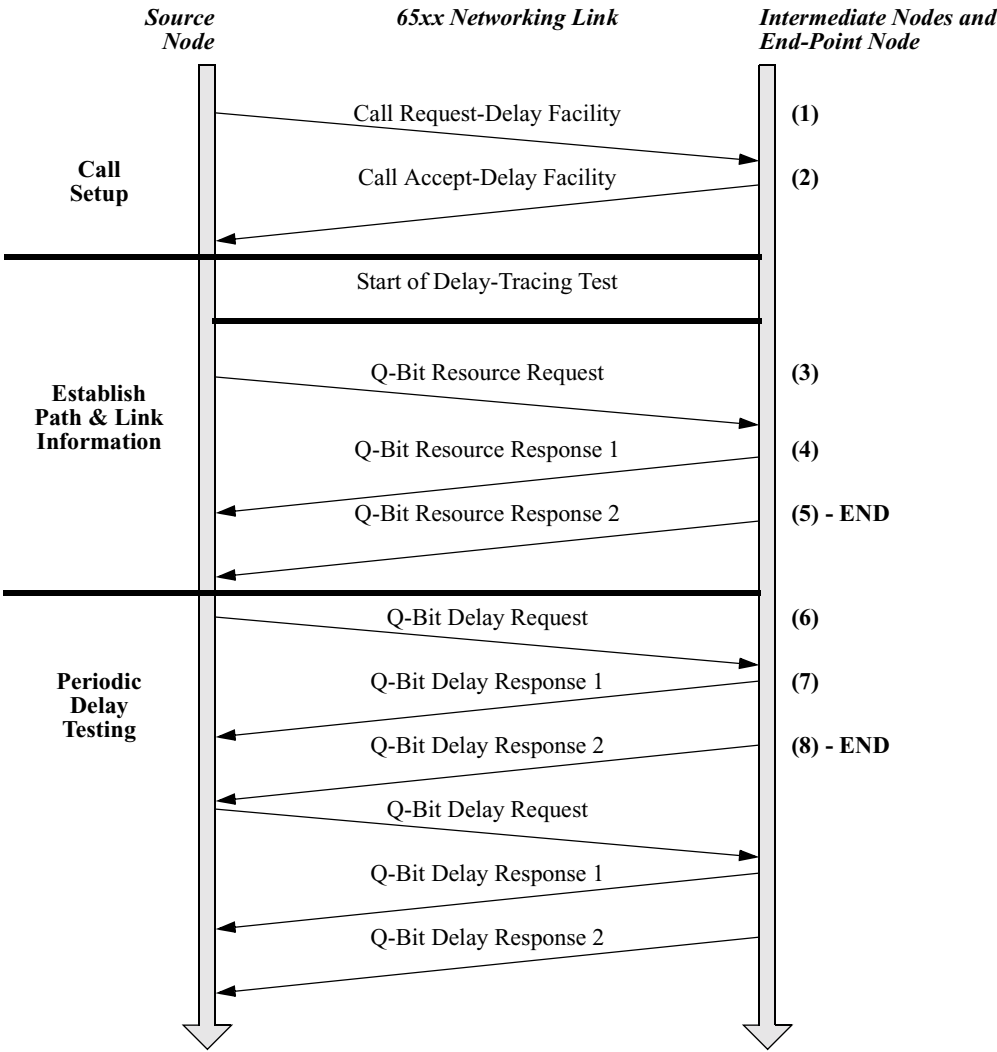 Source
Node
65xx Networking Link
Intermediate Nodes and
End-Point Node
Call Request-Delay Facility
(1)
Call
Setup
Call Accept-Delay Facility
(2)
Start of Delay-Tracing Test
Q-Bit Resource Request
(3)
Establish
Path & Link
Information
Q-Bit Resource Response 1
(4)
Q-Bit Resource Response 2
(5) - END
Q-Bit Delay Request
(6)
Periodic
Delay
Testing
Q-Bit Delay Response 1
(7)
Q-Bit Delay Response 2
(8) - END
Q-Bit Delay Request
Q-Bit Delay Response 1
Q-Bit Delay Response 2